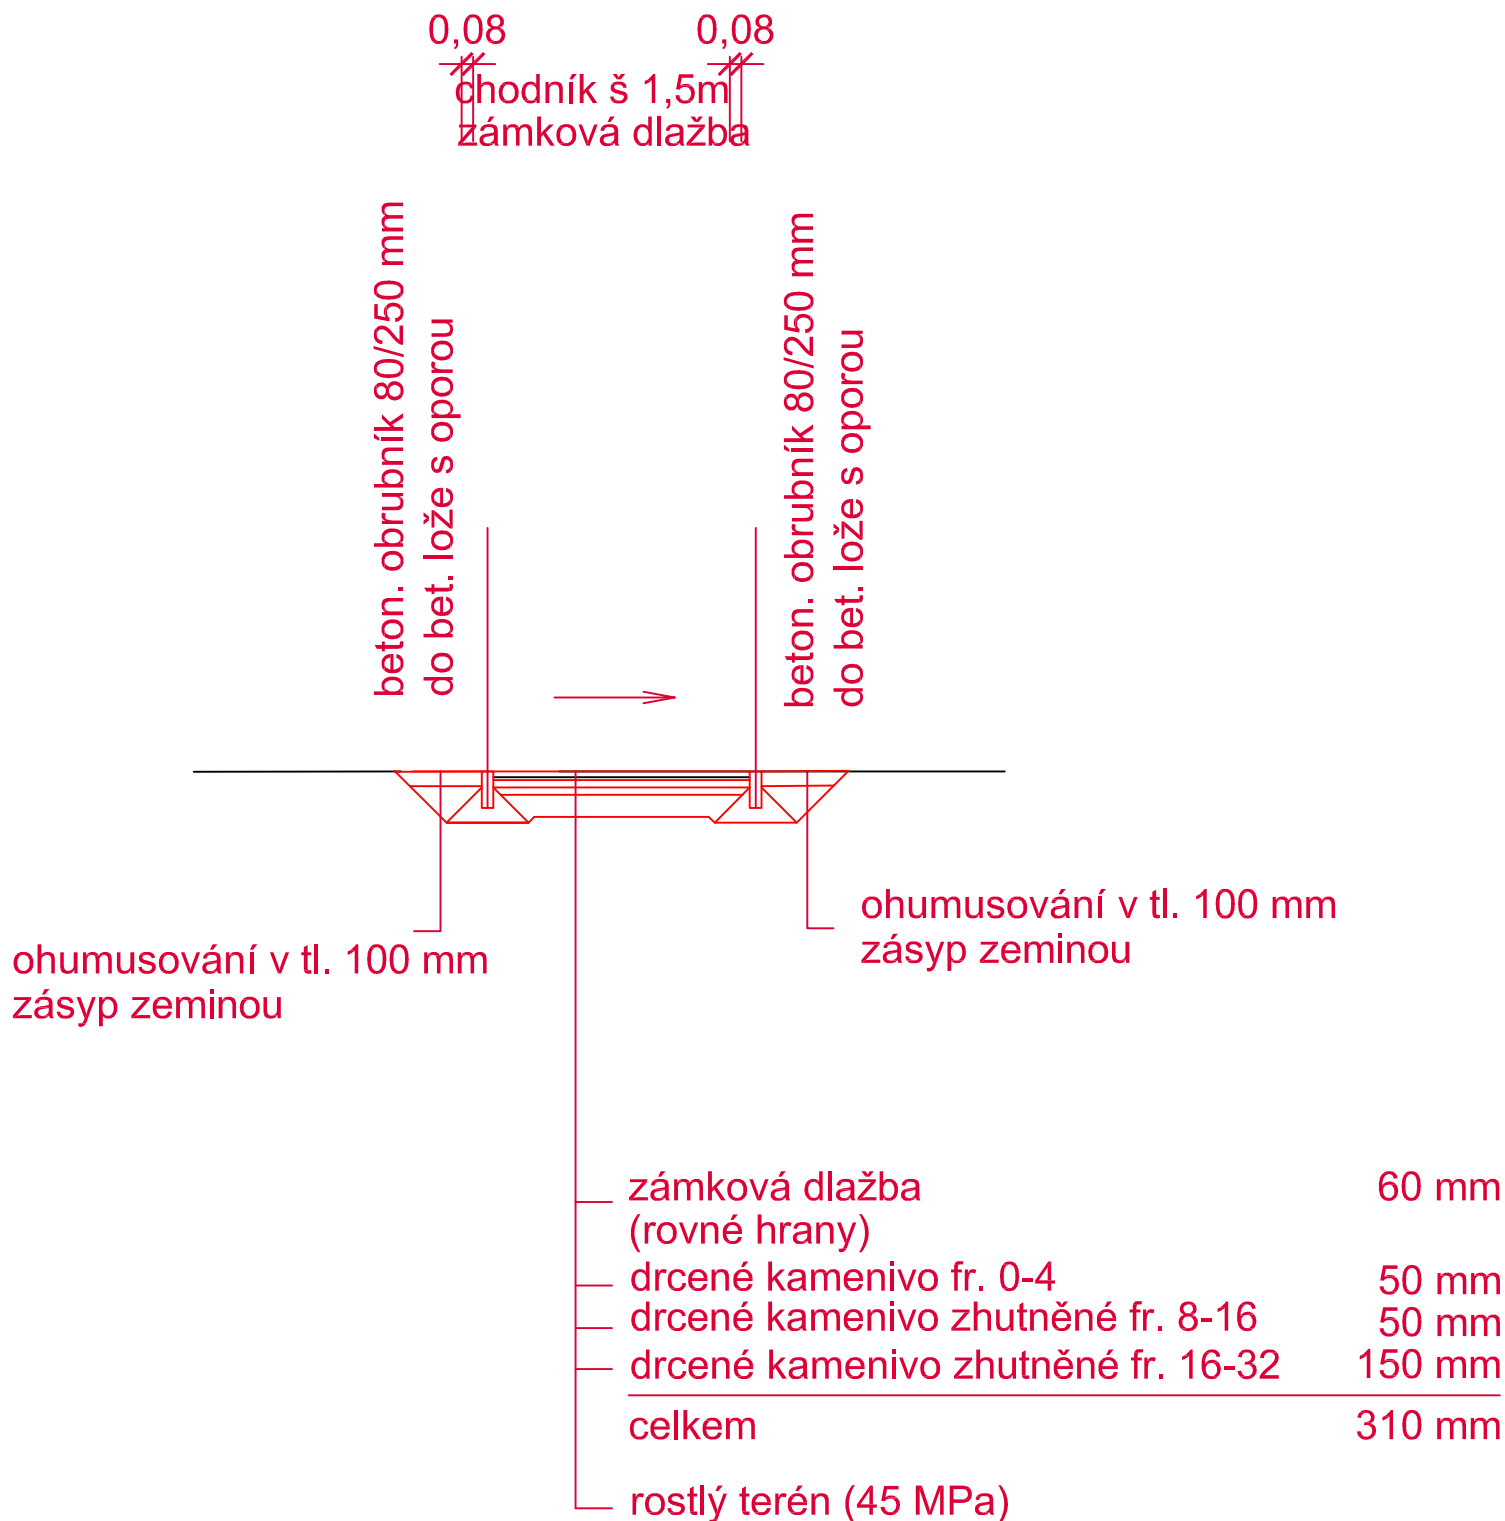 0,08
0,08
chodník š 1,5m
zámková dlažba
beton. obrubník 80/250 mm
do bet. lože s oporou
beton. obrubník 80/250 mm
do bet. lože s oporou
ohumusování v tl. 100 mm
zásyp zeminou
ohumusování v tl. 100 mm
zásyp zeminou
zámková dlažba 60 mm
(rovné hrany)
drcené kamenivo fr. 0-4 50 mm
drcené kamenivo zhutněné fr. 8-16 50 mm
drcené kamenivo zhutněné fr. 16-32 150 mm
celkem 310 mm
rostlý terén (45 MPa)